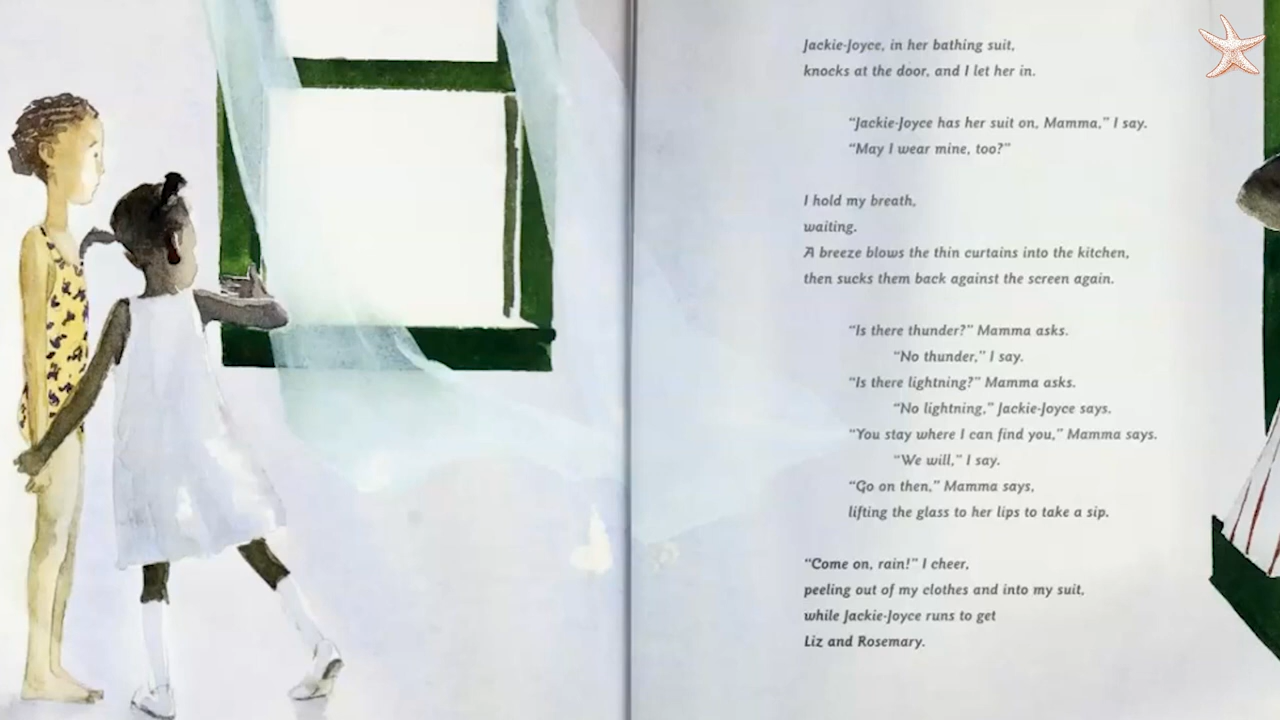 Jackie-Joyce, in her bathing suit,
knocks at the door, and I let her in.
“Jackie-Joyce has her suit on, Mamma,” I say.
“May I wear mine, too?”
I hold my breath,
waiting.
A breeze blows the thin curtains into the kitchen,
then sucks them back against the screen again.
“Is there thunder?” Mamma asks.
“No thunder,” I say.
“Is there lightning?” Mamma asks.
“No lightning,” Jackie-Joyce says.
“You stay where I can find you,” Mamma says.
“We will,” I say.
“Go on then,” Mamma says,
lifting the glass to her lips to take a sip.
“Come on, rain!” I cheer,
peeling out of my clothes and into my suit,
while Jackie-Joyce runs to get
Liz and Rosemary.